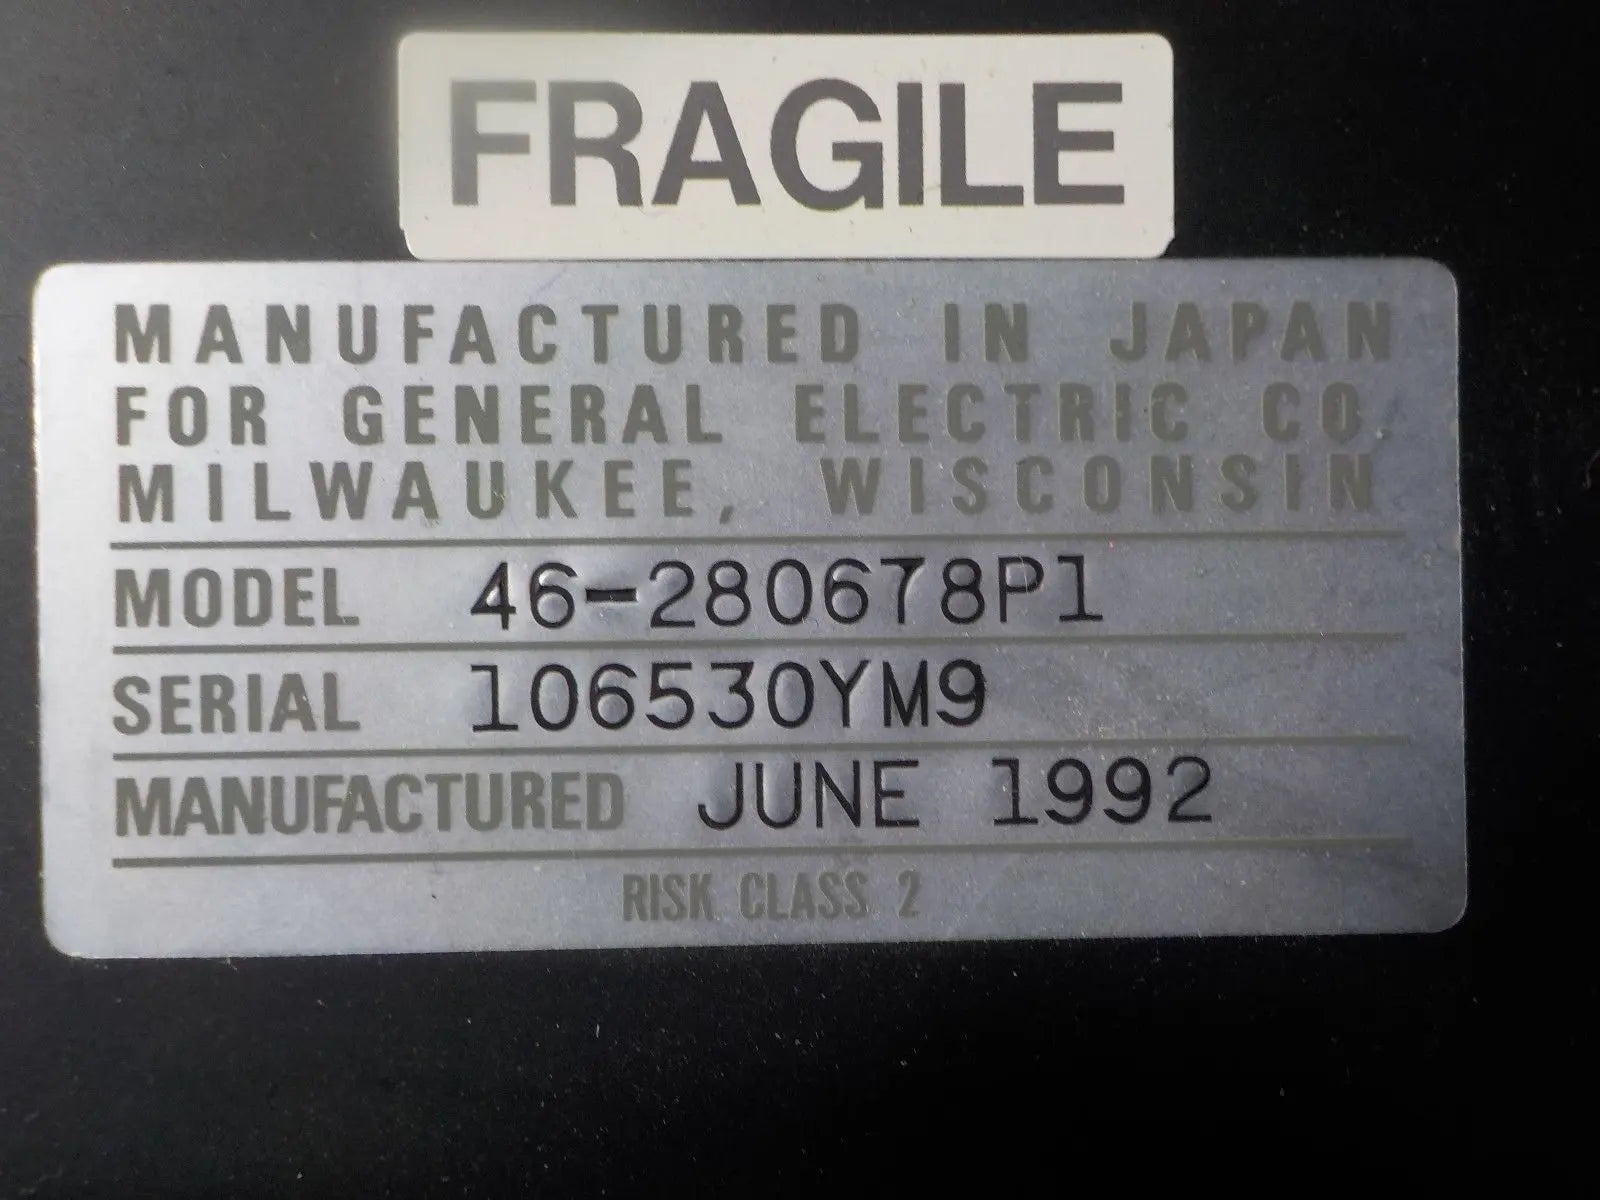 FRAGILE
MANUFACTURED IN JAPAN
FOR GENERAL ELECTRIC CO.
MILWAUKEE, WISCONSIN
MODEL 46-280678P1
SERIAL 106530YM9
MANUFACTURED JUNE 1992
RISK CLASS 2